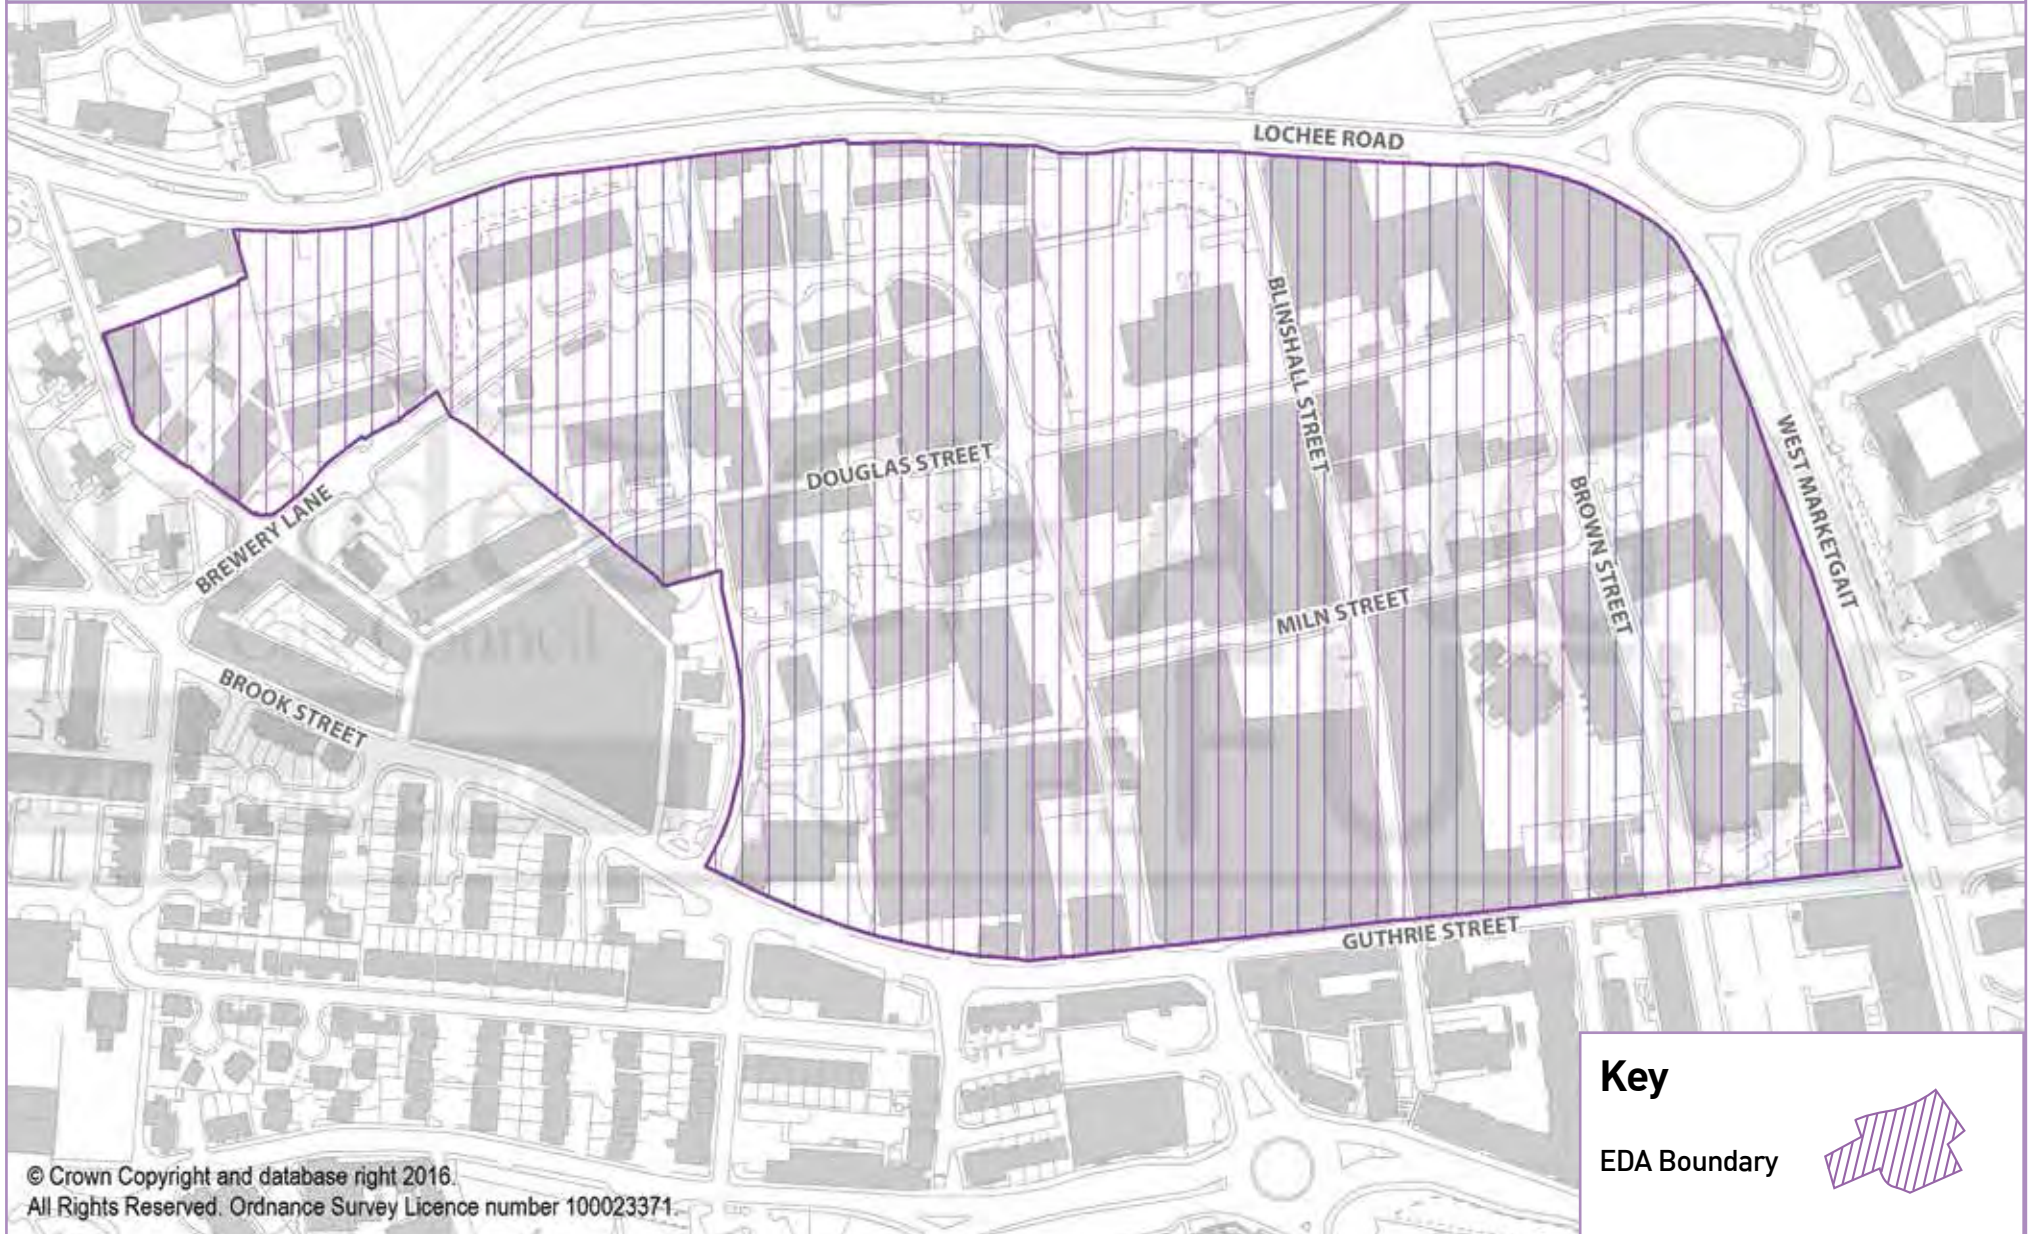 LOCHEE ROAD
BLINSHALL STREET
DOUGLAS STREET
WEST MARKETGAIT
BROWN STREET
BREWERY LANE
MILN STREET
BROOK STREET
GUTHRIE STREET
Key
EDA Boundary
© Crown Copyright and database right 2016.
All Rights Reserved. Ordnance Survey Licence number 100023371.